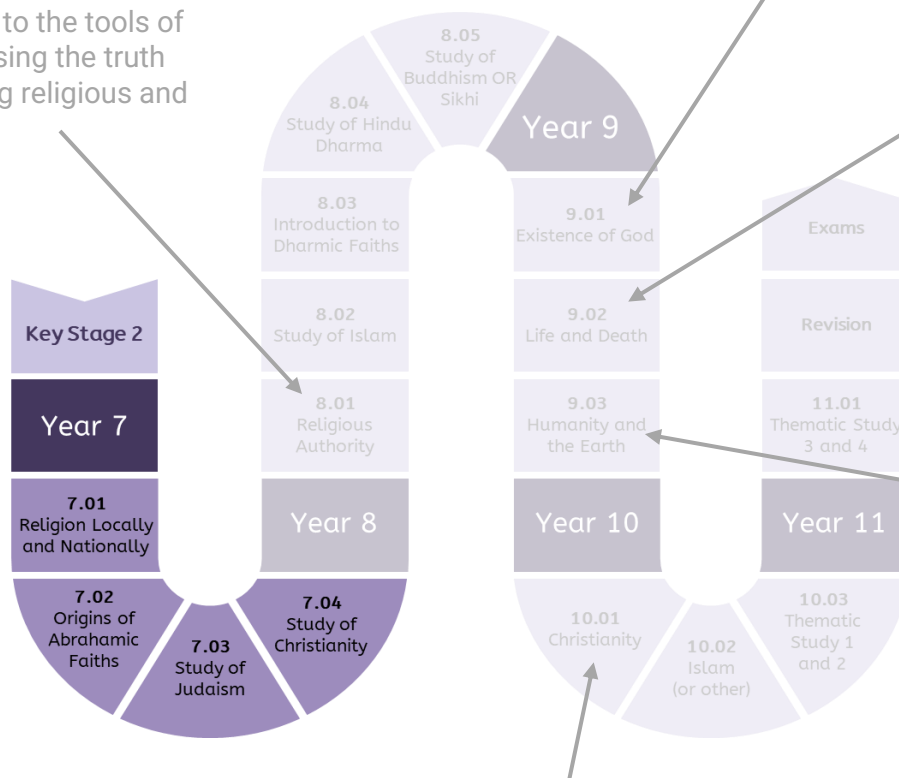 to the tools of
sing the truth
g religious and
Key Stage 2
Year 7
7.01
Religion Locally
and Nationally
7.02
Origins of
Abrahamic
Faiths
7.03
Study of
Judaism
7.04
Study of
Christianity
Year 8
8.01
Religious
Authority
8.02
Study of Islam
8.03
Introduction to
Dharmic Faiths
8.04
Study of Hindu
Dharma
8.05
Study of
Buddhism OR
Sikhi
Year 9
9.01
Existence of God
9.02
Life and Death
9.03
Humanity and
the Earth
Year 10
10.01
Christianity
10.02
Islam
(or other)
10.03
Thematic
Study 1
and 2
Year 11
11.01
Thematic Study
3 and 4
Revision
Exams